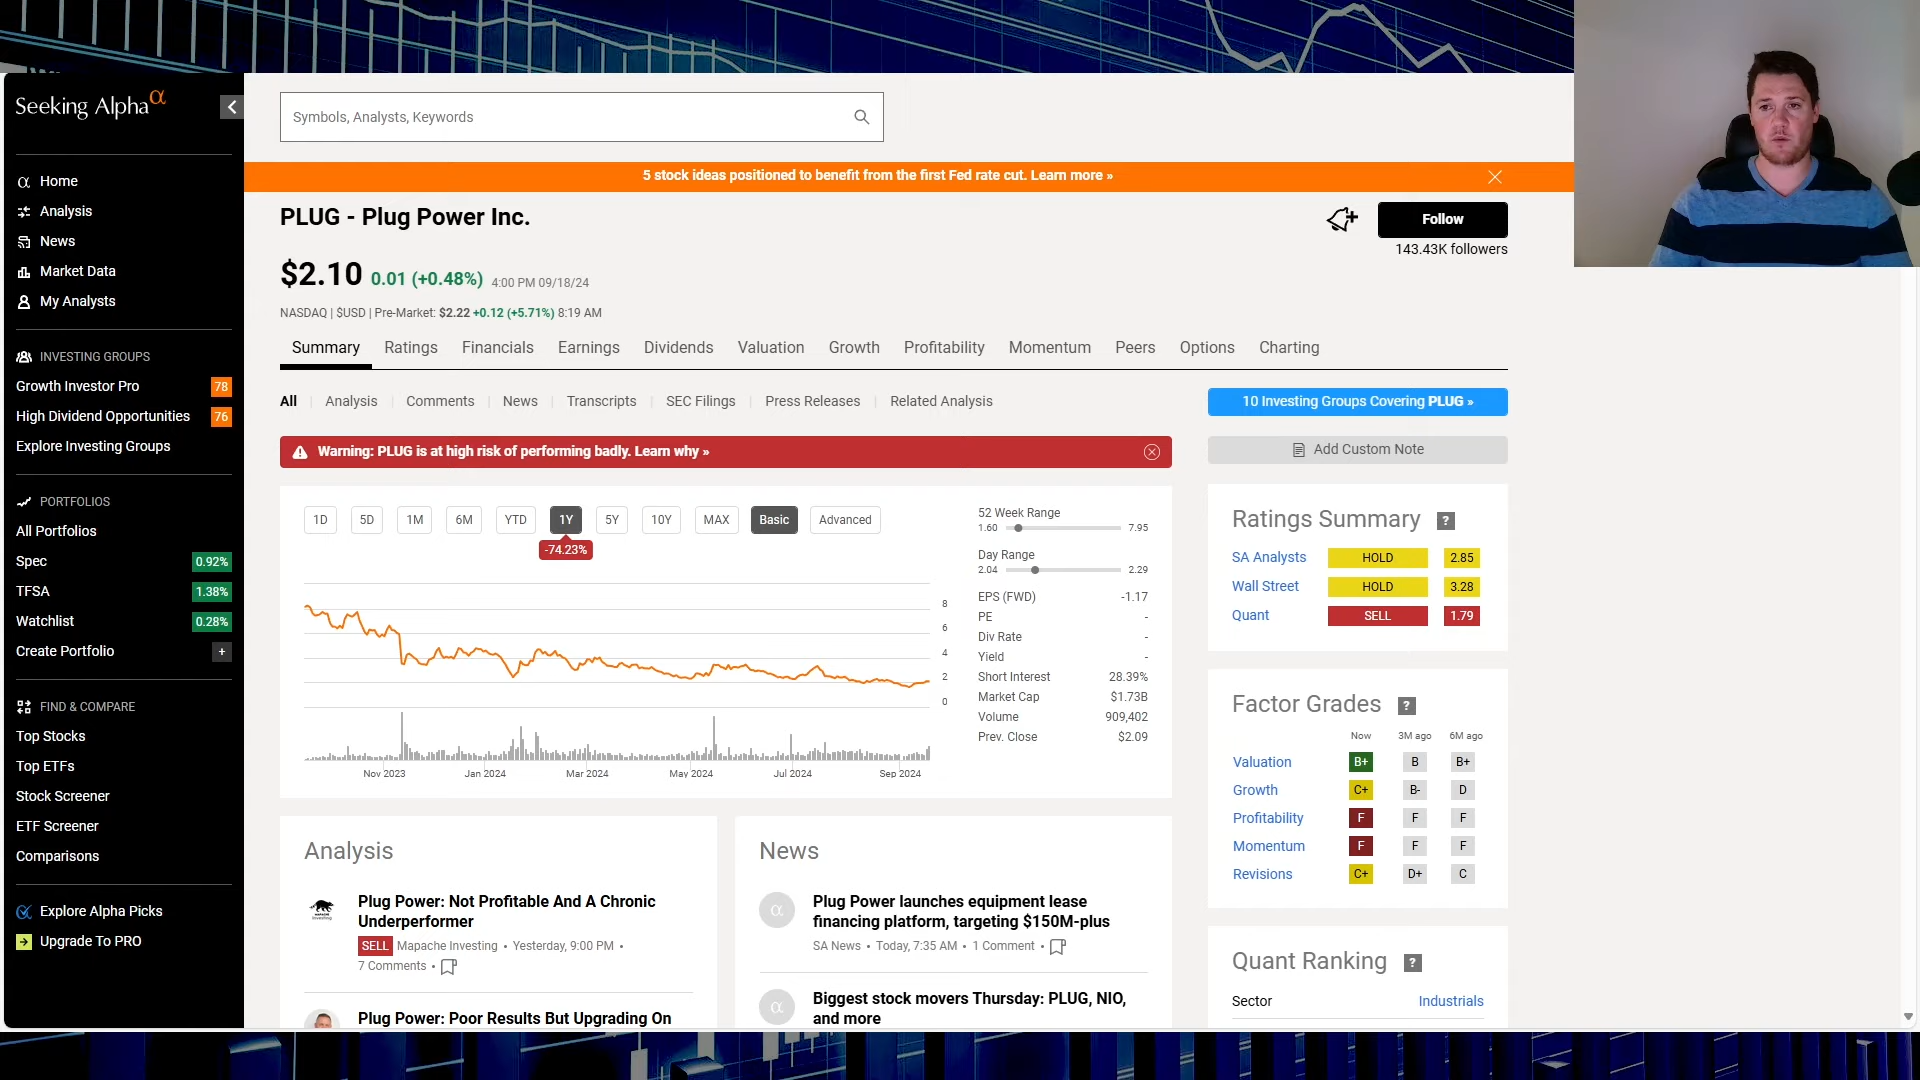 Seeking Alpha α
Home
Analysis
News
Market Data
My Analysts
INVESTING GROUPS
Growth Investor Pro 78
High Dividend Opportunities 76
Explore Investing Groups
PORTFOLIOS
All Portfolios
Spec 0.92%
TFSA 1.38%
Watchlist 0.28%
Create Portfolio +
FIND & COMPARE
Top Stocks
Top ETFs
Stock Screener
ETF Screener
Comparisons
Explore Alpha Picks
Upgrade To PRO
Symbols, Analysts, Keywords
5 stock ideas positioned to benefit from the first Fed rate cut. Learn more »
PLUG - Plug Power Inc.
Follow
143.43K followers
$2.10 0.01 (+0.48%) 4:00 PM 09/18/24
NASDAQ | $USD | Pre-Market: $2.22 +0.12 (+5.71%) 8:19 AM
Summary Ratings Financials Earnings Dividends Valuation Growth Profitability Momentum Peers Options Charting
All | Analysis | Comments | News | Transcripts | SEC Filings | Press Releases | Related Analysis
10 Investing Groups Covering PLUG »
Warning: PLUG is at high risk of performing badly. Learn why »
Add Custom Note
1D 5D 1M 6M YTD 1Y 5Y 10Y MAX Basic Advanced
-74.23%
8
6
4
2
0
Nov 2023 Jan 2024 Mar 2024 May 2024 Jul 2024 Sep 2024
52 Week Range
1.60 7.95
Day Range
2.04 2.29
EPS (FWD) -1.17
PE -
Div Rate -
Yield -
Short Interest 28.39%
Market Cap $1.73B
Volume 909,402
Prev. Close $2.09
Ratings Summary ?
SA Analysts HOLD 2.85
Wall Street HOLD 3.28
Quant SELL 1.79
Factor Grades ?
Now 3M ago 6M ago
Valuation B+ B B+
Growth C+ B- D
Profitability F F F
Momentum F F F
Revisions C+ D+ C
Quant Ranking ?
Sector Industrials
Analysis
Plug Power: Not Profitable And A Chronic
Underperformer
SELL Mapache Investing • Yesterday, 9:00 PM •
7 Comments •
Plug Power: Poor Results But Upgrading On
News
Plug Power launches equipment lease
financing platform, targeting $150M-plus
SA News • Today, 7:35 AM • 1 Comment •
Biggest stock movers Thursday: PLUG, NIO,
and more